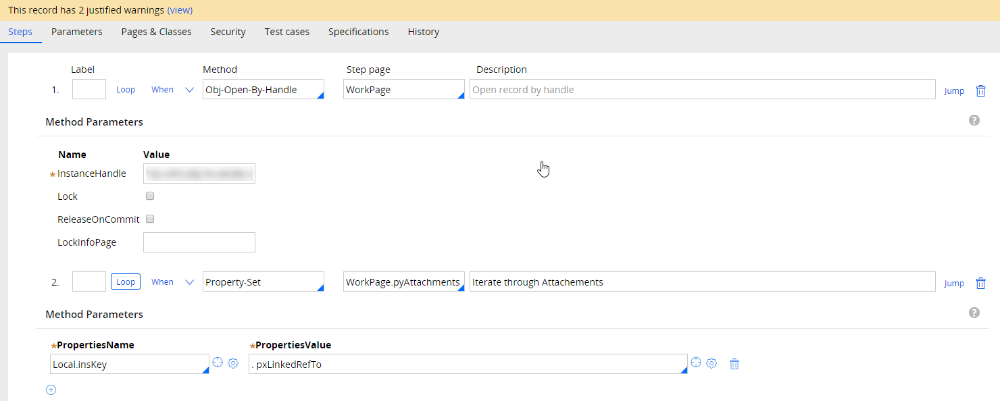 This record has 2 justified warnings (view)
Steps Parameters Pages & Classes Security Test cases Specifications History
Label Method Step page Description
1. Loop When Obj-Open-By-Handle WorkPage Open record by handle Jump
Method Parameters ?
Name Value
* InstanceHandle
Lock
ReleaseOnCommit
LockInfoPage
2. Loop When Property-Set WorkPage.pyAttachments Iterate through Attachements Jump
Method Parameters ?
*PropertiesName *PropertiesValue
Local.insKey . pxLinkedRefTo